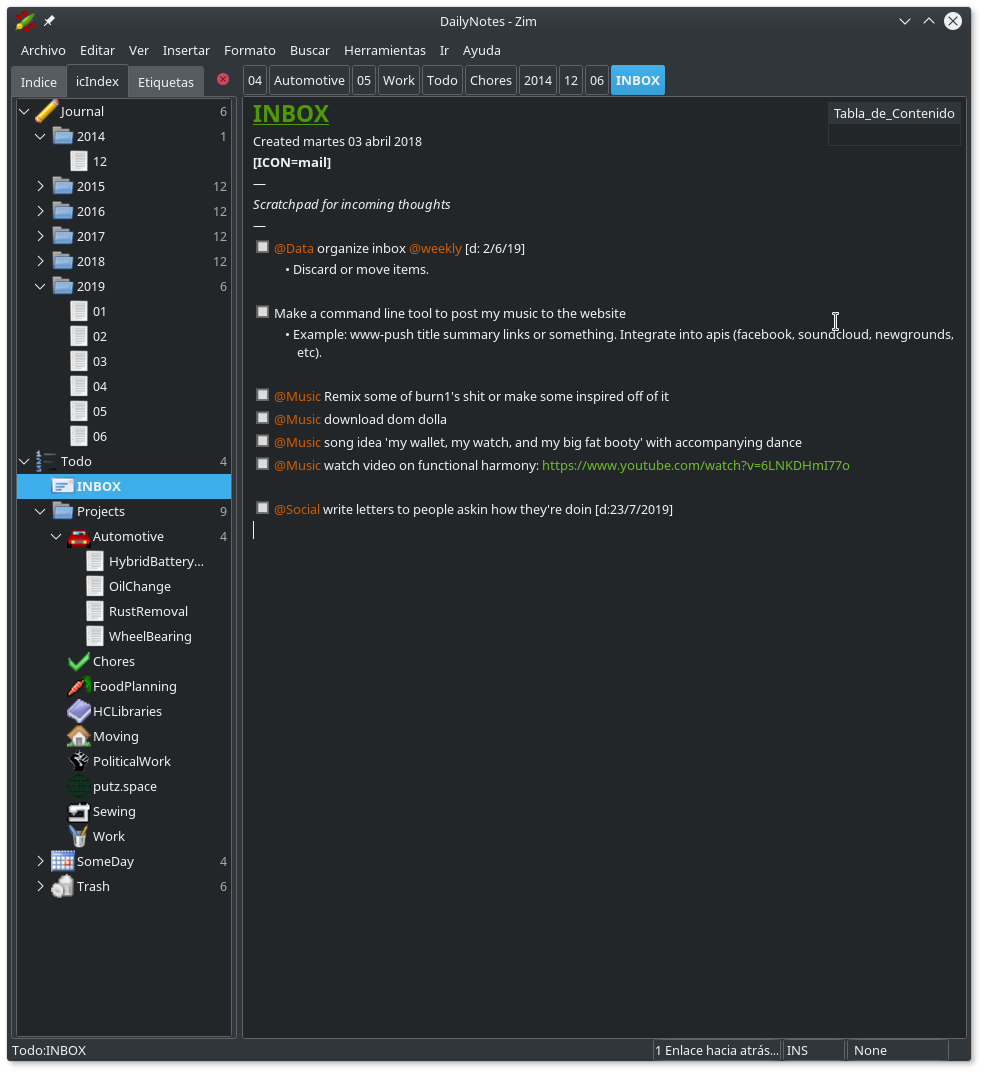 DailyNotes - Zim
Archivo Editar Ver Insertar Formato Buscar Herramientas Ir Ayuda
Indice icIndex Etiquetas
04 Automotive 05 Work Todo Chores 2014 12 06 INBOX
Journal 6
2014 1
12
2015 12
2016 12
2017 12
2018 12
2019 6
01
02
03
04
05
06
Todo 4
INBOX
Projects 9
Automotive 4
HybridBattery...
OilChange
RustRemoval
WheelBearing
Chores
FoodPlanning
HCLibraries
Moving
PoliticalWork
putz.space
Sewing
Work
SomeDay 4
Trash 6
INBOX
Tabla_de_Contenido
Created martes 03 abril 2018
[ICON=mail]
—
Scratchpad for incoming thoughts
—
@Data organize inbox @weekly [d: 2/6/19]
• Discard or move items.
Make a command line tool to post my music to the website
• Example: www-push title summary links or something. Integrate into apis (facebook, soundcloud, newgrounds,
etc).
@Music Remix some of burn1's shit or make some inspired off of it
@Music download dom dolla
@Music song idea 'my wallet, my watch, and my big fat booty' with accompanying dance
@Music watch video on functional harmony: https://www.youtube.com/watch?v=6LNKDHmI77o
@Social write letters to people askin how they're doin [d:23/7/2019]
Todo:INBOX
1 Enlace hacia atrás... INS None